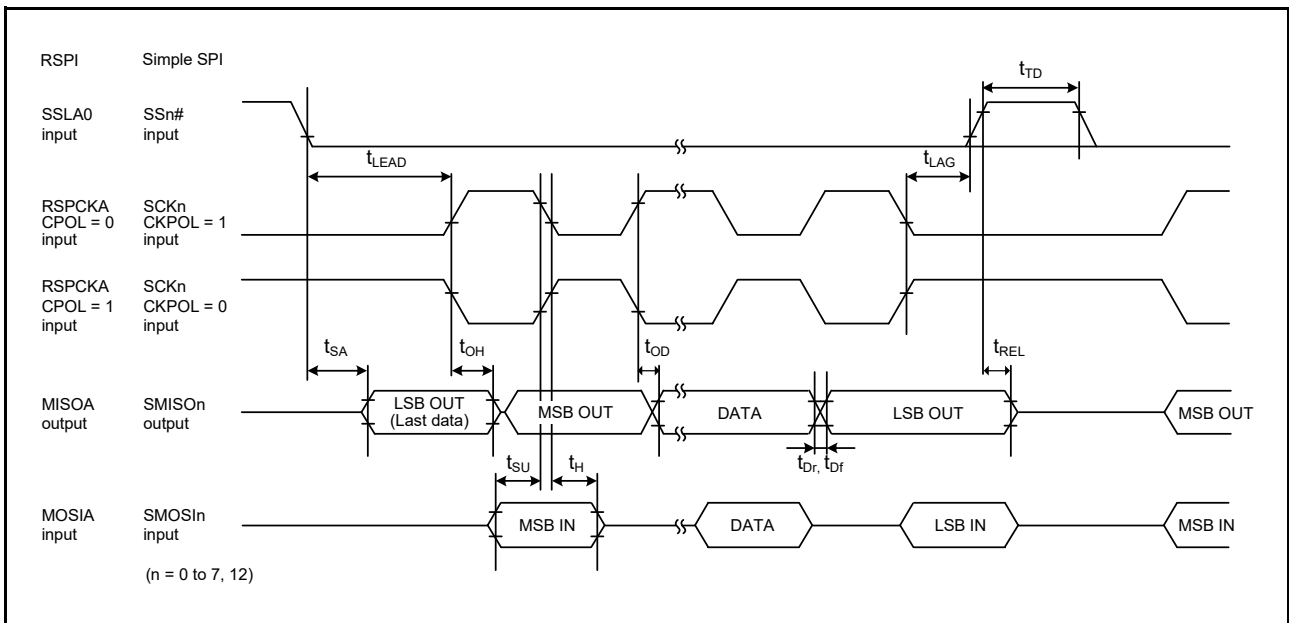 RSPI Simple SPI
tTD
SSLA0 SSn#
input input
tLEAD tLAG
RSPCKA SCKn
CPOL = 0 CKPOL = 1
input input
RSPCKA SCKn
CPOL = 1 CKPOL = 0
input input
tSA tOH tOD tREL
MISOA SMISOn
output output
LSB OUT
(Last data)
MSB OUT DATA LSB OUT MSB OUT
tSU tH tDr, tDf
MOSIA SMOSIn
input input
MSB IN DATA LSB IN MSB IN
(n = 0 to 7, 12)